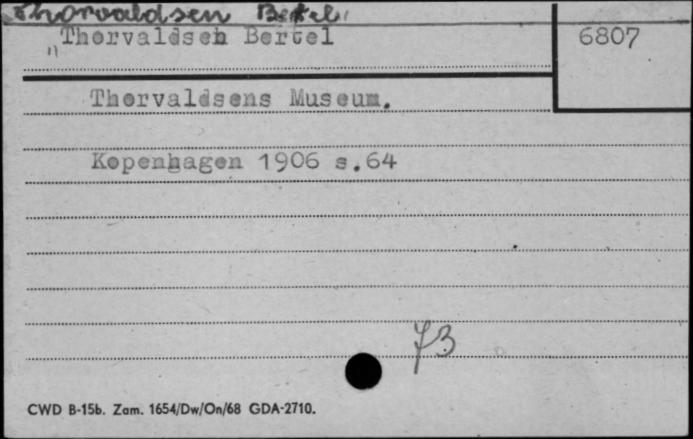 Thorvaldsen Bertel
„Thorvaldsen Bertel
6807
Thorvaldsens Museum.
Kopenhagen 1906 s.64
73
CWD B-15b. Zam. 1654/Dw/On/68 GDA-2710.